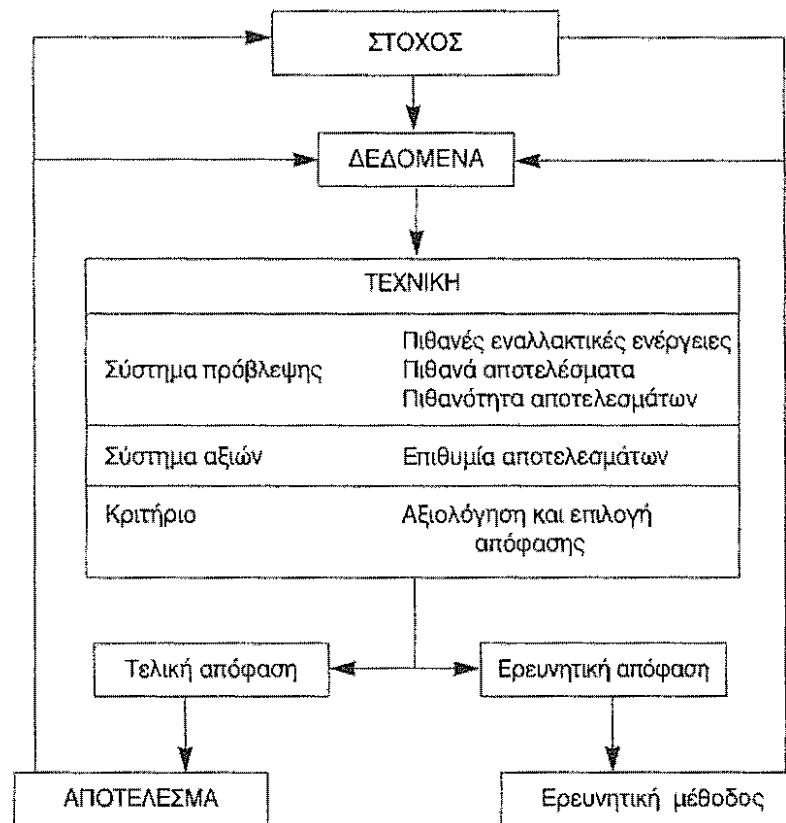 ΣΤΟΧΟΣ
ΔΕΔΟΜΕΝΑ
ΤΕΧΝΙΚΗ
Σύστημα πρόβλεψης
Πιθανές εναλλακτικές ενέργειες
Πιθανά αποτελέσματα
Πιθανότητα αποτελεσμάτων
Σύστημα αξιών
Επιθυμία αποτελεσμάτων
Κριτήριο
Αξιολόγηση και επιλογή
απόφασης
Τελική απόφαση
Ερευνητική απόφαση
ΑΠΟΤΕΛΕΣΜΑ
Ερευνητική μέθοδος